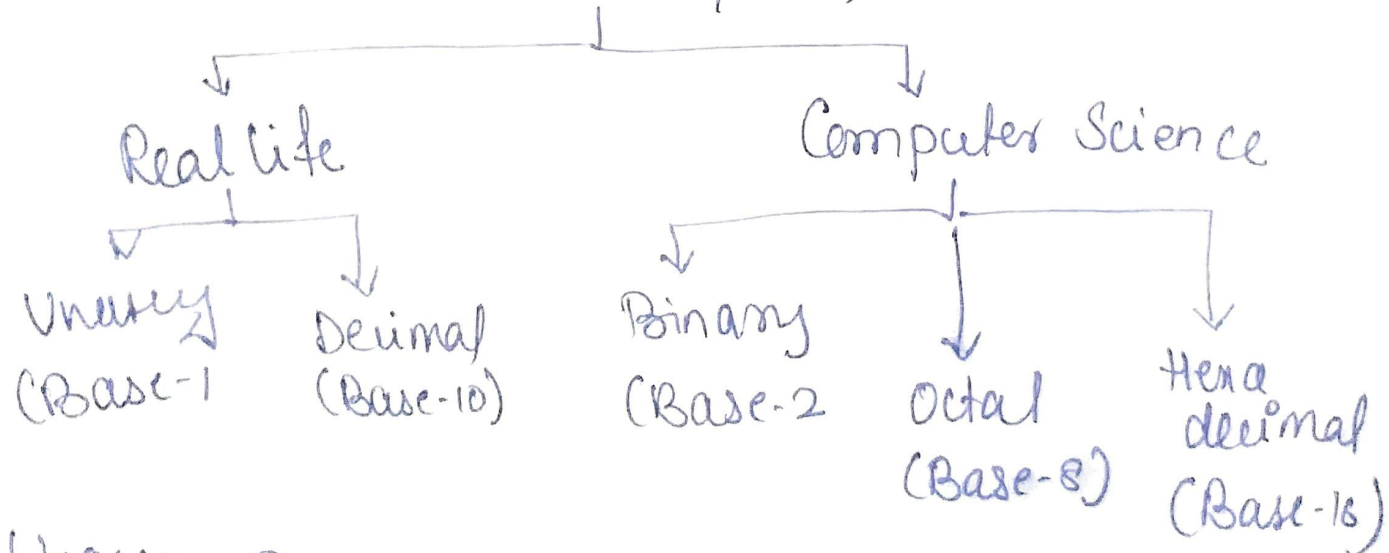 Real life
Computer Science
Unary
(Base-1
Decimal
(Base-10)
Binary
(Base-2
Octal
(Base-8)
Hexa
decimal
(Base-16)